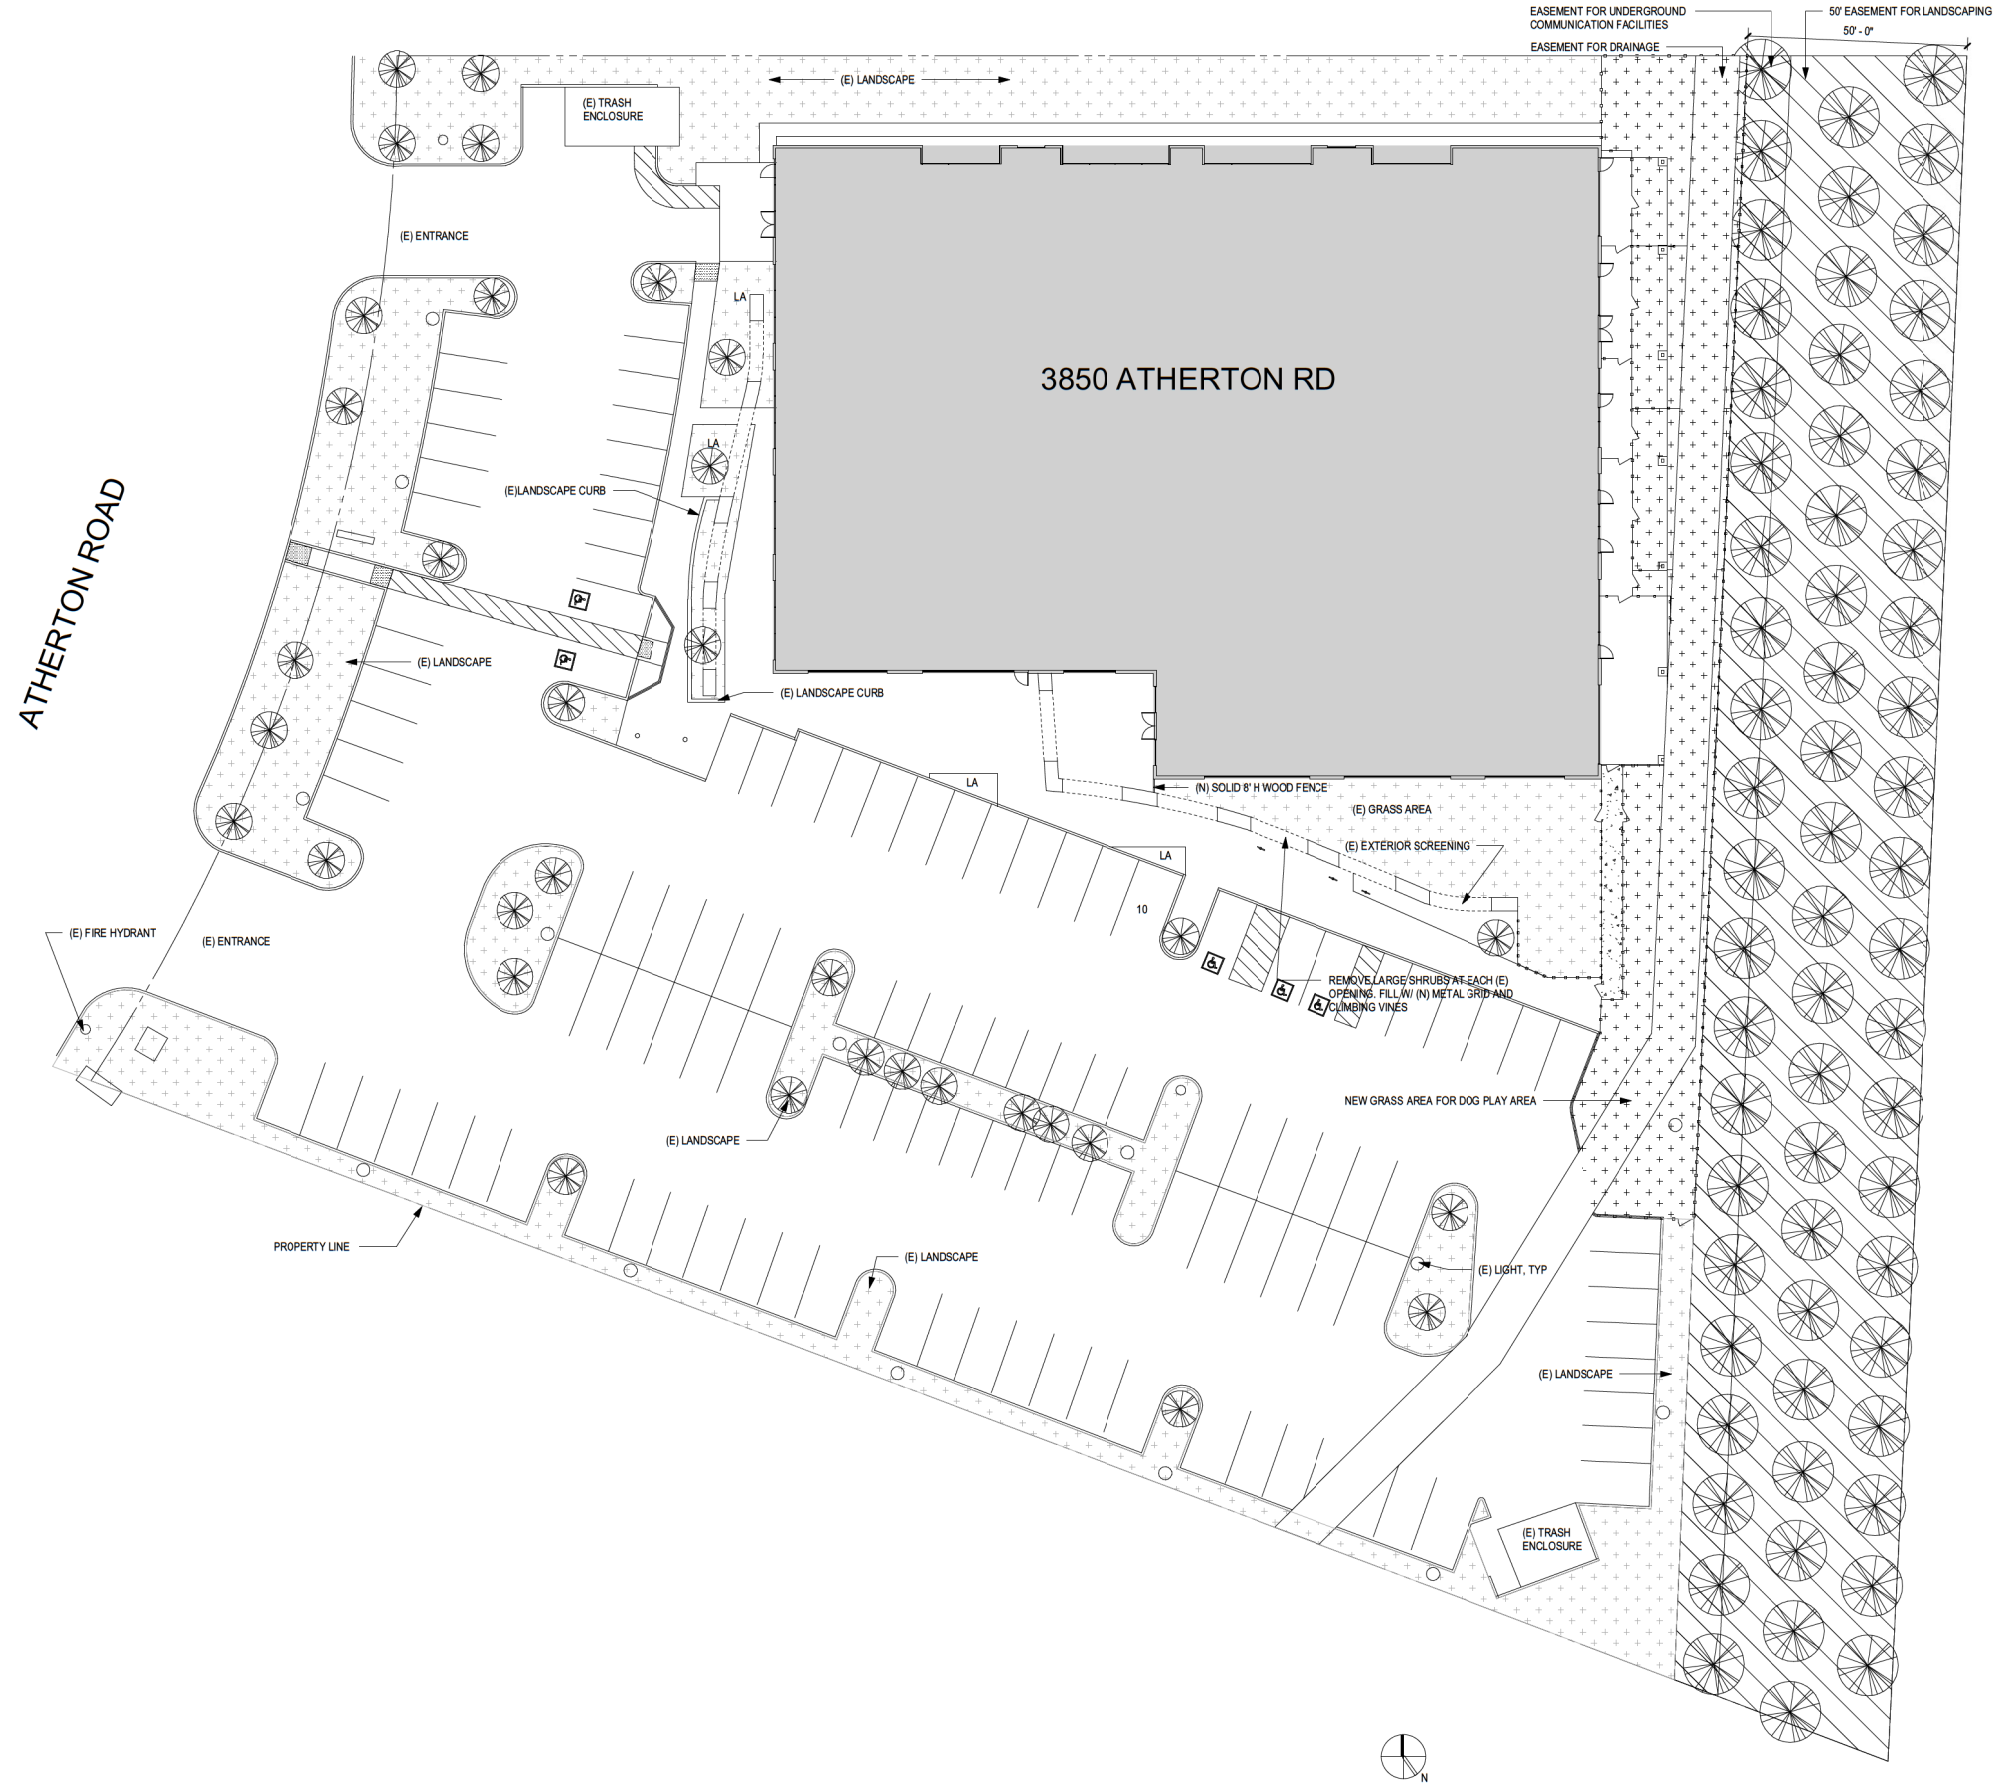 EASEMENT FOR UNDERGROUND
COMMUNICATION FACILITIES
50' EASEMENT FOR LANDSCAPING
50' - 0"
EASEMENT FOR DRAINAGE
(E) LANDSCAPE
(E) TRASH
ENCLOSURE
(E) ENTRANCE
LA
3850 ATHERTON RD
LA
(E)LANDSCAPE CURB
ATHERTON ROAD
(E) LANDSCAPE
(E) LANDSCAPE CURB
LA
(N) SOLID 8' H WOOD FENCE
(E) GRASS AREA
(E) EXTERIOR SCREENING
LA
10
(E) FIRE HYDRANT
(E) ENTRANCE
REMOVE LARGE SHRUBS AT EACH (E)
OPENING. FILL W/ (N) METAL GRID AND
CLIMBING VINES
NEW GRASS AREA FOR DOG PLAY AREA
(E) LANDSCAPE
PROPERTY LINE
(E) LANDSCAPE
(E) LIGHT, TYP
(E) LANDSCAPE
(E) TRASH
ENCLOSURE
N